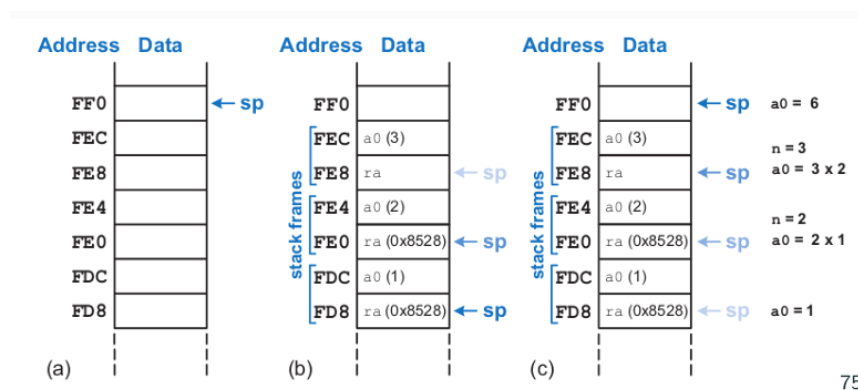 Address Data
FF0 sp
FEC
FE8
FE4
FE0
FDC
FD8
(a)
Address Data
FF0
FEC a0 (3)
FE8 ra sp
FE4 a0 (2)
FE0 ra (0x8528) sp
FDC a0 (1)
FD8 ra (0x8528) sp
stack frames
(b)
Address Data
FF0 sp a0 = 6
FEC a0 (3)
n = 3
FE8 ra sp a0 = 3 x 2
FE4 a0 (2)
n = 2
FE0 ra (0x8528) sp a0 = 2 x 1
FDC a0 (1)
FD8 ra (0x8528) sp a0 = 1
stack frames
(c)
75